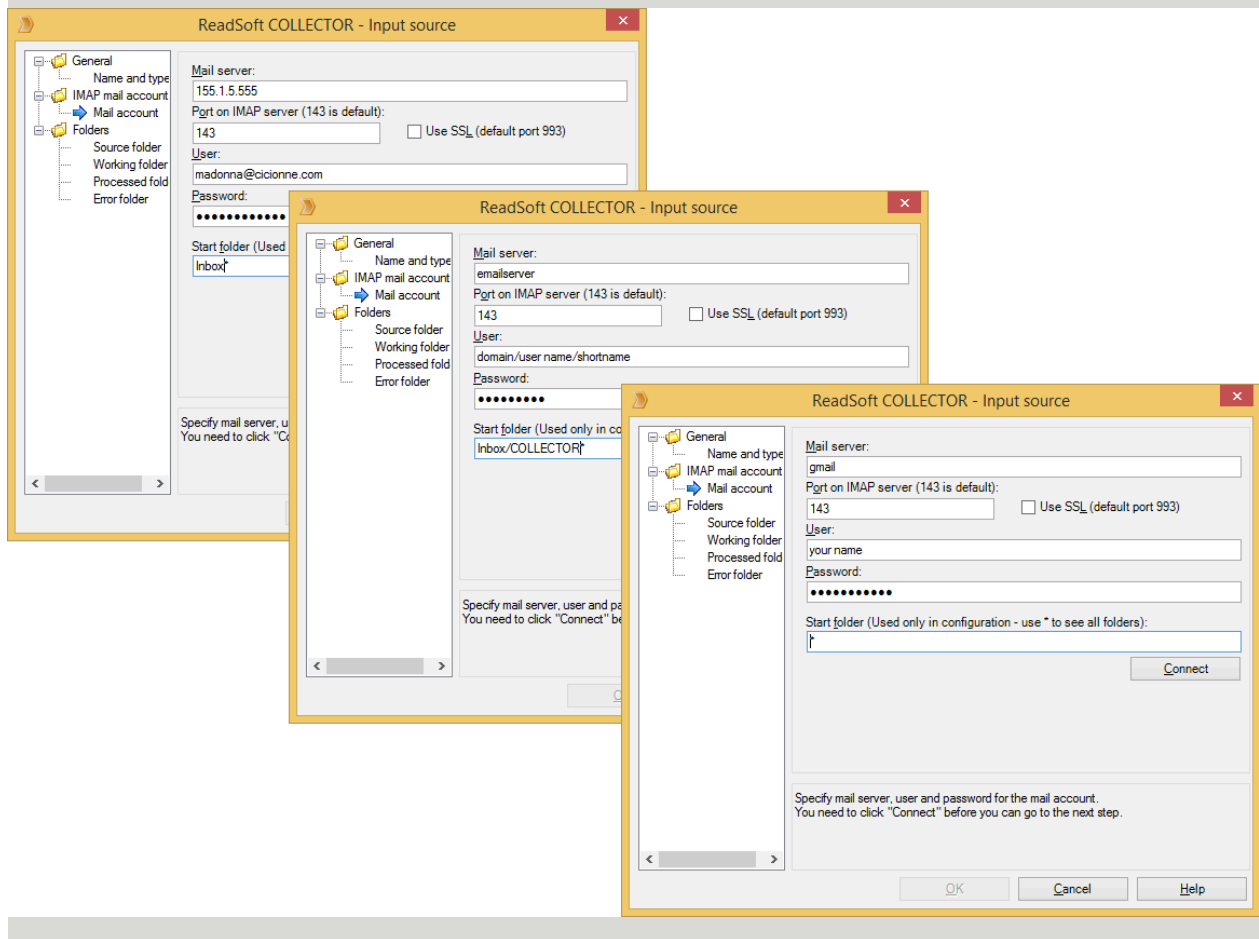 ReadSoft COLLECTOR - Input source
General
Name and type
IMAP mail account
Mail account
Folders
Source folder
Working folder
Processed fold
Error folder
Mail server:
155.1.5.555
Port on IMAP server (143 is default):
143
Use SSL (default port 993)
User:
madonna@cicionne.com
Password:
••••••••••••
Start folder (Used
Inbox*
Specify mail server, u
You need to click "Co
ReadSoft COLLECTOR - Input source
General
Name and type
IMAP mail account
Mail account
Folders
Source folder
Working folder
Processed fold
Error folder
Mail server:
emailserver
Port on IMAP server (143 is default):
143
Use SSL (default port 993)
User:
domain/user name/shortname
Password:
•••••••••
Start folder (Used only in co
Inbox/COLLECTOR*
Specify mail server, user and pa
You need to click "Connect" be
ReadSoft COLLECTOR - Input source
General
Name and type
IMAP mail account
Mail account
Folders
Source folder
Working folder
Processed fold
Error folder
Mail server:
gmail
Port on IMAP server (143 is default):
143
Use SSL (default port 993)
User:
your name
Password:
•••••••••••
Start folder (Used only in configuration - use * to see all folders):
*
Connect
Specify mail server, user and password for the mail account.
You need to click "Connect" before you can go to the next step.
OK Cancel Help